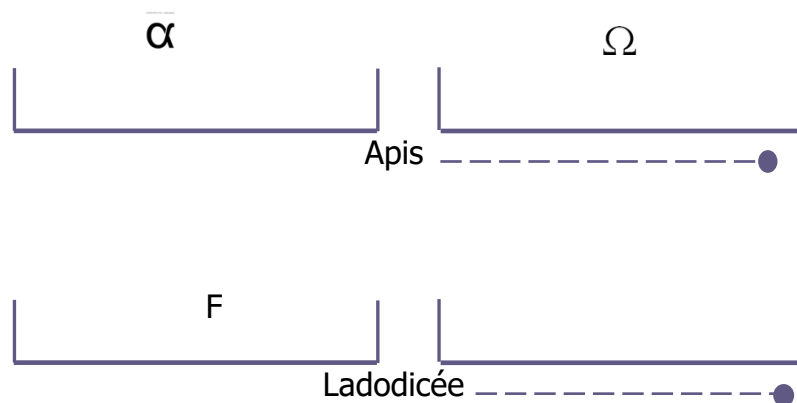 α Ω
Apis
F
Ladodicée